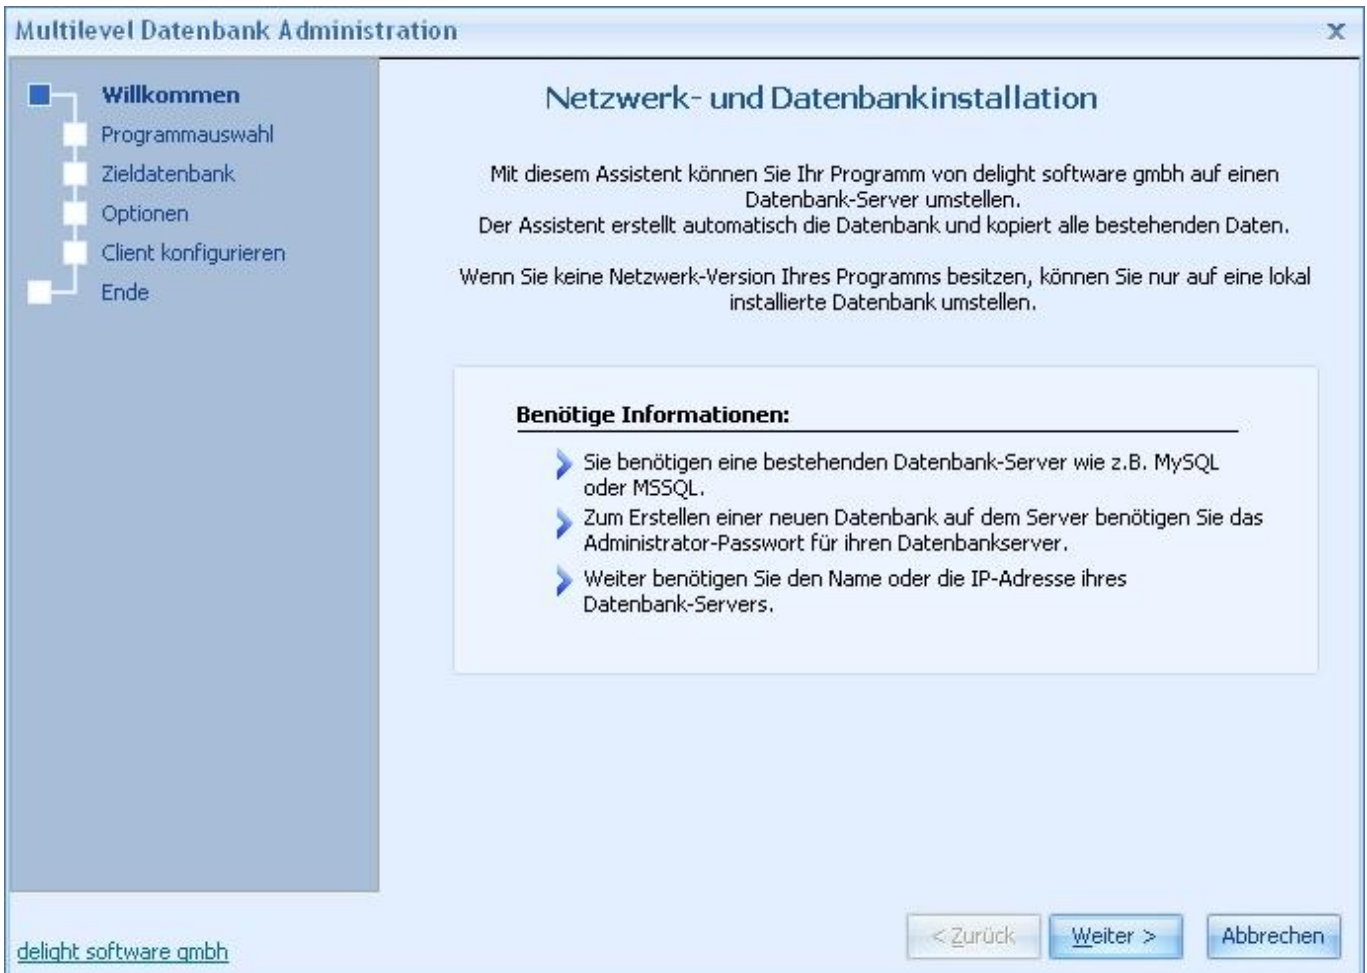 Multilevel Datenbank Administration
x
Willkommen
Programmauswahl
Zieldatenbank
Optionen
Client konfigurieren
Ende
Netzwerk- und Datenbankinstallation
Mit diesem Assistent können Sie Ihr Programm von delight software gmbh auf einen
Datenbank-Server umstellen.
Der Assistent erstellt automatisch die Datenbank und kopiert alle bestehenden Daten.
Wenn Sie keine Netzwerk-Version Ihres Programms besitzen, können Sie nur auf eine lokal
installierte Datenbank umstellen.
Benötige Informationen:
Sie benötigen eine bestehenden Datenbank-Server wie z.B. MySQL
oder MSSQL.
Zum Erstellen einer neuen Datenbank auf dem Server benötigen Sie das
Administrator-Passwort für ihren Datenbankserver.
Weiter benötigen Sie den Name oder die IP-Adresse ihres
Datenbank-Servers.
delight software gmbh
< Zurück
Weiter >
Abbrechen